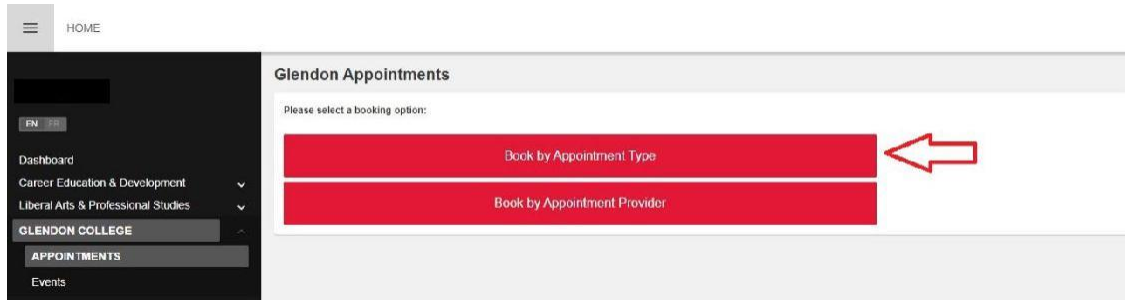 HOME
Glendon Appointments
Please select a booking option:
EN FR
Book by Appointment Type
Dashboard
Career Education & Development
Liberal Arts & Professional Studies
Book by Appointment Provider
GLENDON COLLEGE
APPOINTMENTS
Events